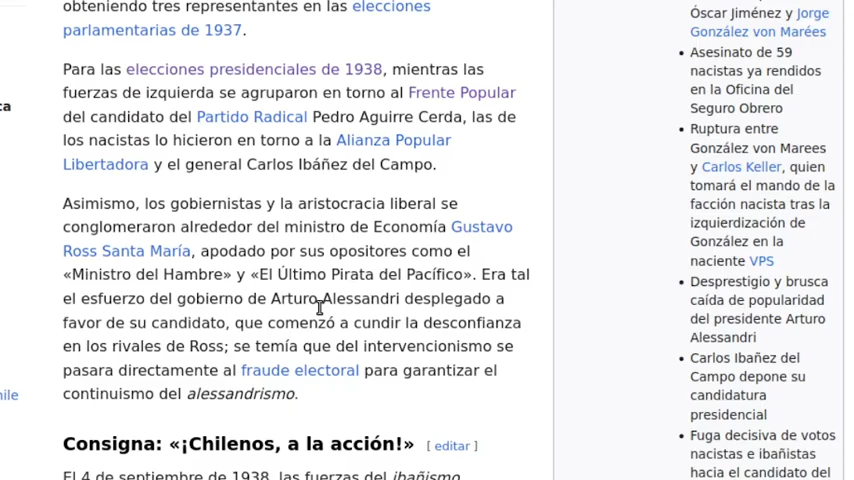 obteniendo tres representantes en las elecciones
parlamentarias de 1937.
Para las elecciones presidenciales de 1938, mientras las
fuerzas de izquierda se agruparon en torno al Frente Popular
del candidato del Partido Radical Pedro Aguirre Cerda, las de
los nacistas lo hicieron en torno a la Alianza Popular
Libertadora y el general Carlos Ibáñez del Campo.
Asimismo, los gobiernistas y la aristocracia liberal se
conglomeraron alrededor del ministro de Economía Gustavo
Ross Santa María, apodado por sus opositores como el
«Ministro del Hambre» y «El Último Pirata del Pacífico». Era tal
el esfuerzo del gobierno de Arturo Alessandri desplegado a
favor de su candidato, que comenzó a cundir la desconfianza
en los rivales de Ross; se temía que del intervencionismo se
pasara directamente al fraude electoral para garantizar el
continuismo del alessandrismo.
Consigna: «¡Chilenos, a la acción!» [ editar ]
El 4 de septiembre de 1938, las fuerzas del ibañismo
ca
hile
Óscar Jiménez y Jorge
González von Marées
• Asesinato de 59
nacistas ya rendidos
en la Oficina del
Seguro Obrero
• Ruptura entre
González von Marees
y Carlos Keller, quien
tomará el mando de la
facción nacista tras la
izquierdización de
González en la
naciente VPS
• Desprestigio y brusca
caída de popularidad
del presidente Arturo
Alessandri
• Carlos Ibañez del
Campo depone su
candidatura
presidencial
• Fuga decisiva de votos
nacistas e ibañistas
hacia el candidato del